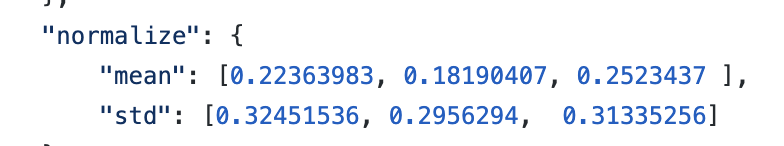 },
"normalize": {
"mean": [0.22363983, 0.18190407, 0.2523437 ],
"std": [0.32451536, 0.2956294,  0.31335256]